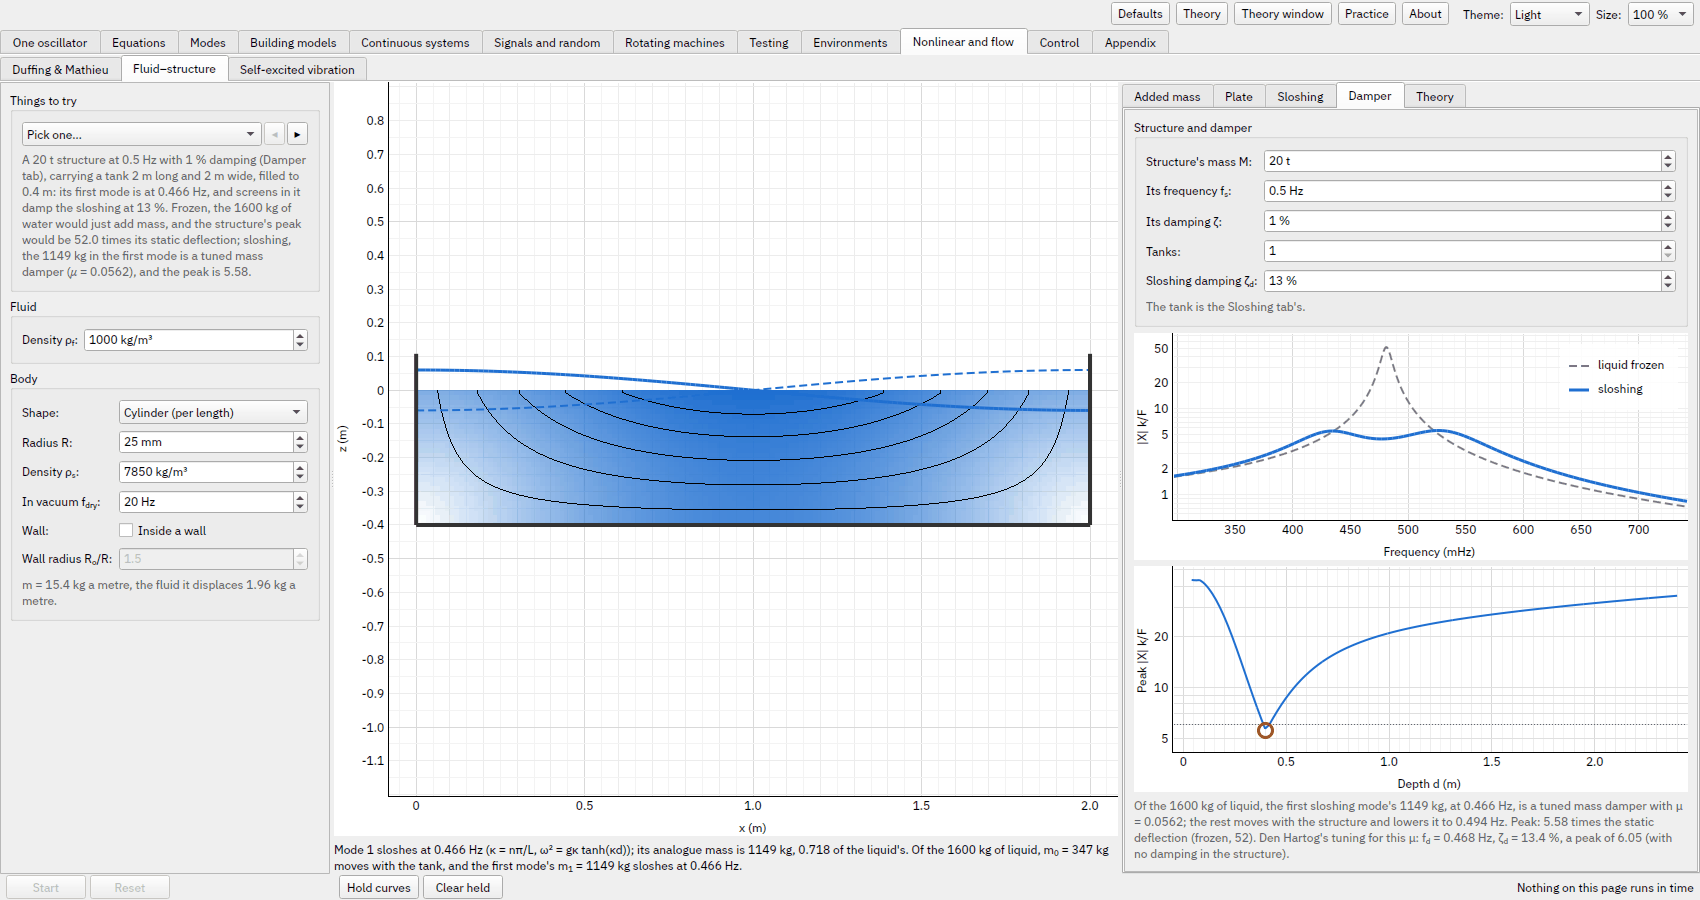 Defaults Theory Theory window Practice About Theme: Light Size: 100 %
One oscillator Equations Modes Building models Continuous systems Signals and random Rotating machines Testing Environments Nonlinear and flow Control Appendix
Duffing & Mathieu Fluid–structure Self-excited vibration
Things to try
Pick one...
A 20 t structure at 0.5 Hz with 1 % damping (Damper
tab), carrying a tank 2 m long and 2 m wide, filled to
0.4 m: its first mode is at 0.466 Hz, and screens in it
damp the sloshing at 13 %. Frozen, the 1600 kg of
water would just add mass, and the structure's peak
would be 52.0 times its static deflection; sloshing,
the 1149 kg in the first mode is a tuned mass
damper (μ = 0.0562), and the peak is 5.58.
Fluid
Density ρf: 1000 kg/m³
Body
Shape: Cylinder (per length)
Radius R: 25 mm
Density ρs: 7850 kg/m³
In vacuum fdry: 20 Hz
Wall: Inside a wall
Wall radius Ro/R: 1.5
m = 15.4 kg a metre, the fluid it displaces 1.96 kg a
metre.
Start Reset
0.8
0.7
0.6
0.5
0.4
0.3
0.2
0.1
0
-0.1
-0.2
-0.3
-0.4
-0.5
-0.6
-0.7
-0.8
-0.9
-1.0
-1.1
z (m)
0 0.5 1.0 1.5 2.0
x (m)
Mode 1 sloshes at 0.466 Hz (κ = nπ/L, ω² = gκ tanh(κd)); its analogue mass is 1149 kg, 0.718 of the liquid's. Of the 1600 kg of liquid, m₀ = 347 kg
moves with the tank, and the first mode's m₁ = 1149 kg sloshes at 0.466 Hz.
Hold curves Clear held
Added mass Plate Sloshing Damper Theory
Structure and damper
Structure's mass M: 20 t
Its frequency fs: 0.5 Hz
Its damping ζ: 1 %
Tanks: 1
Sloshing damping ζd: 13 %
The tank is the Sloshing tab's.
50
20
10
5
2
1
|X| k/F
liquid frozen
sloshing
350 400 450 500 550 600 650 700
Frequency (mHz)
20
10
5
Peak |X| k/F
0 0.5 1.0 1.5 2.0
Depth d (m)
Of the 1600 kg of liquid, the first sloshing mode's 1149 kg, at 0.466 Hz, is a tuned mass damper with μ
= 0.0562; the rest moves with the structure and lowers it to 0.494 Hz. Peak: 5.58 times the static
deflection (frozen, 52). Den Hartog's tuning for this μ: fd = 0.468 Hz, ζd = 13.4 %, a peak of 6.05 (with
no damping in the structure).
Nothing on this page runs in time